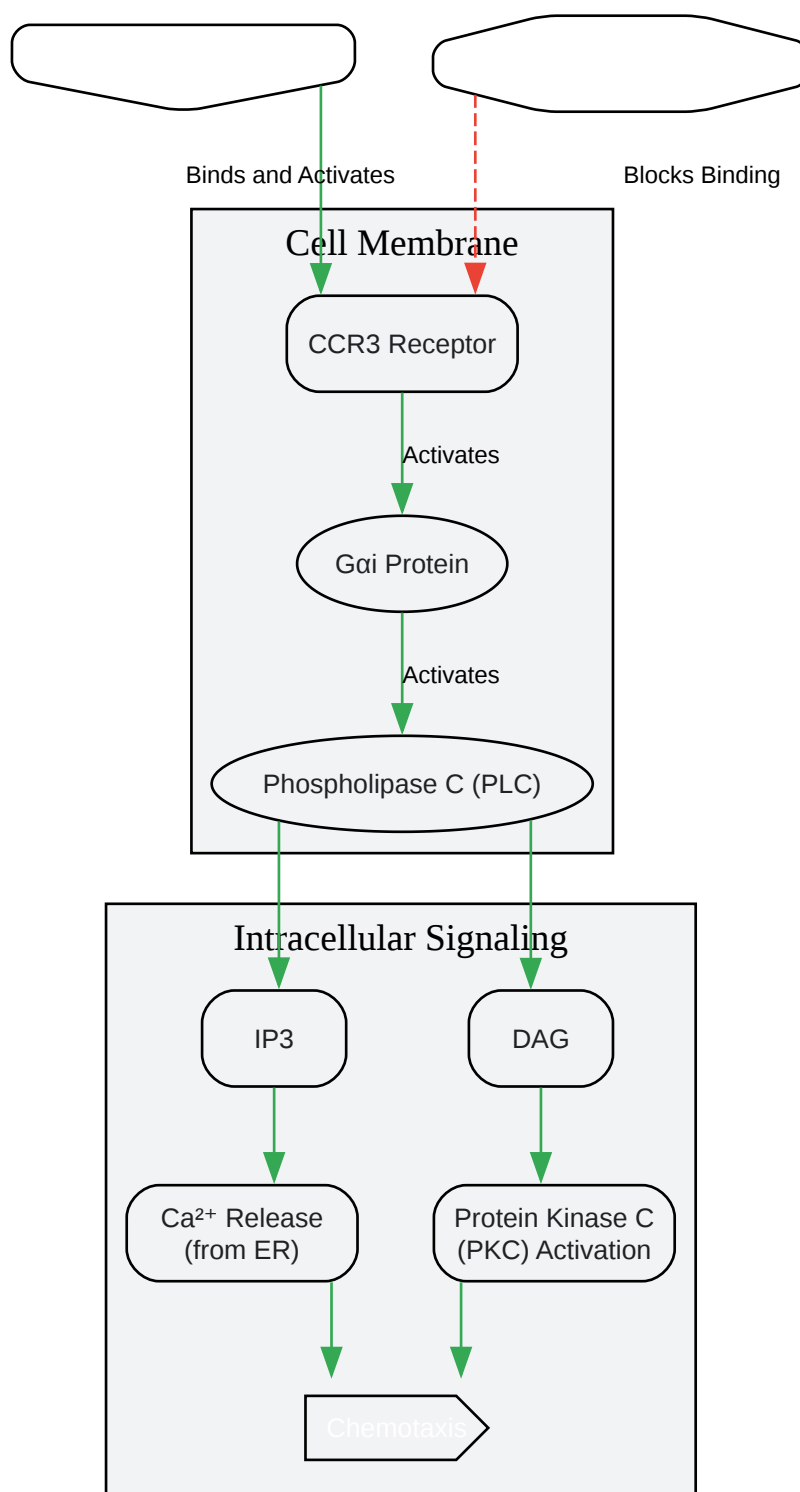 Binds and Activates
Blocks Binding
Cell Membrane
CCR3 Receptor
Activates
Gαi Protein
Activates
Phospholipase C (PLC)
Intracellular Signaling
IP3
DAG
Ca²⁺ Release
(from ER)
Protein Kinase C
(PKC) Activation
Chemotaxis